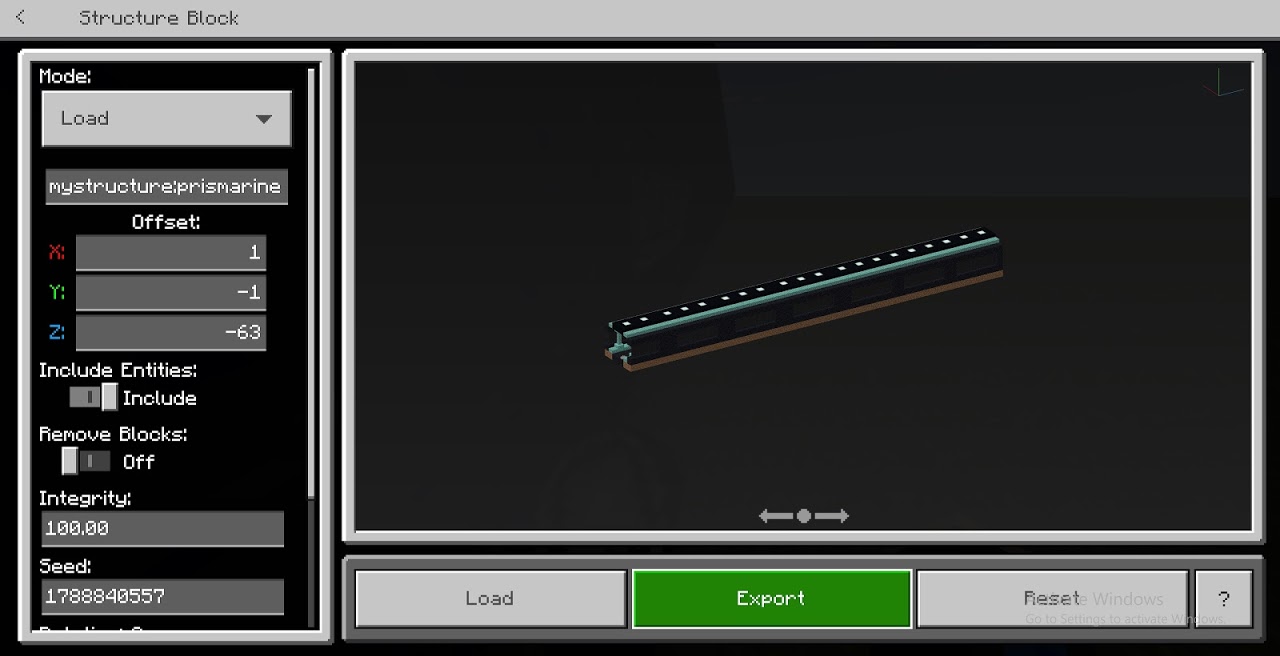 Structure Block
Mode:
Load
mystructure:prismarine
Offset:
X: 1
Y: -1
Z: -63
Include Entities:
Include
Remove Blocks:
Off
Integrity:
100.00
Seed:
1788840557
Load
Export
Reset
?
Activate Windows
Go to Settings to activate Windows.